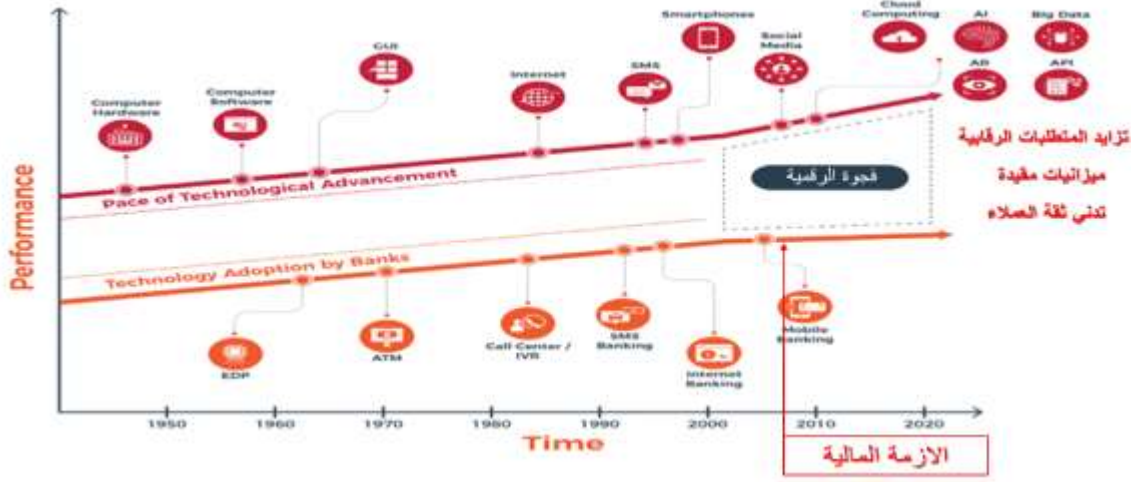 Cloud
Computing
AI
Big Data
Smartphones
Social
Media
GUI
SMS
Internet
AR
API
Computer
Hardware
Computer
Software
تزايد المتطلبات الرقابية
ميزانيات مقيدة
تدني ثقة العملاء
فجوة الرقمية
Pace of Technological Advancement
Performance
Technology Adoption by Banks
EDP
ATM
Call Center /
IVR
SMS
Banking
Internet
Banking
Mobile
Banking
1950
1960
1970
1980
1990
2000
2010
2020
Time
الازمة المالية